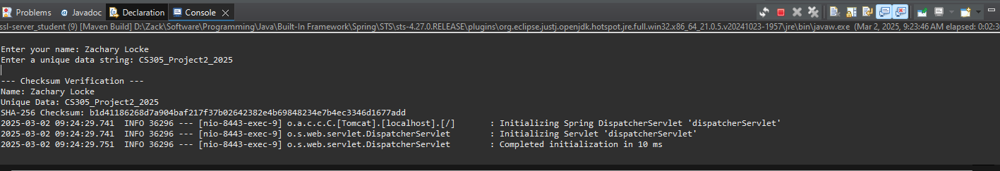 Problems Javadoc Declaration Console
ssl-server_student (9) [Maven Build] D:\Zack\Software\Programming\Java\Built-In Framework\Spring\STS\sts-4.27.0.RELEASE\plugins\org.eclipse.justj.openjdk.hotspot.jre.full.win32.x86_64_21.0.5.v20241023-1957\jre\bin\javaw.exe (Mar 2, 2025, 9:23:46 AM elapsed: 0:02:3
Enter your name: Zachary Locke
Enter a unique data string: CS305_Project2_2025
--- Checksum Verification ---
Name: Zachary Locke
Unique Data: CS305_Project2_2025
SHA-256 Checksum: b1d41186268d7a904baf217f37b02642382e4b69848234e7b4ec3346d1677add
2025-03-02 09:24:29.741 INFO 36296 --- [nio-8443-exec-9] o.a.c.c.C.[Tomcat].[localhost].[/] : Initializing Spring DispatcherServlet 'dispatcherServlet'
2025-03-02 09:24:29.741 INFO 36296 --- [nio-8443-exec-9] o.s.web.servlet.DispatcherServlet : Initializing Servlet 'dispatcherServlet'
2025-03-02 09:24:29.751 INFO 36296 --- [nio-8443-exec-9] o.s.web.servlet.DispatcherServlet : Completed initialization in 10 ms